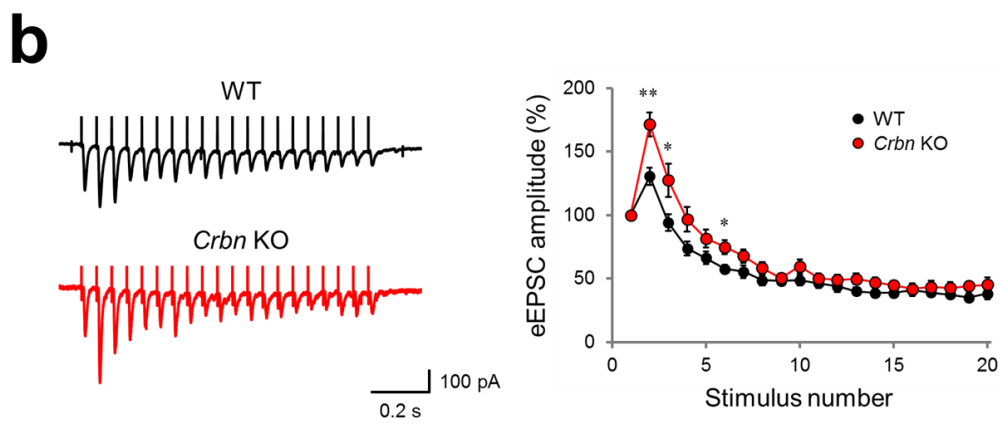 b
WT
Crbn KO
100 pA
0.2 s
eEPSC amplitude (%)
200
150
100
50
0
**
*
*
WT
Crbn KO
0
5
10
15
20
Stimulus number